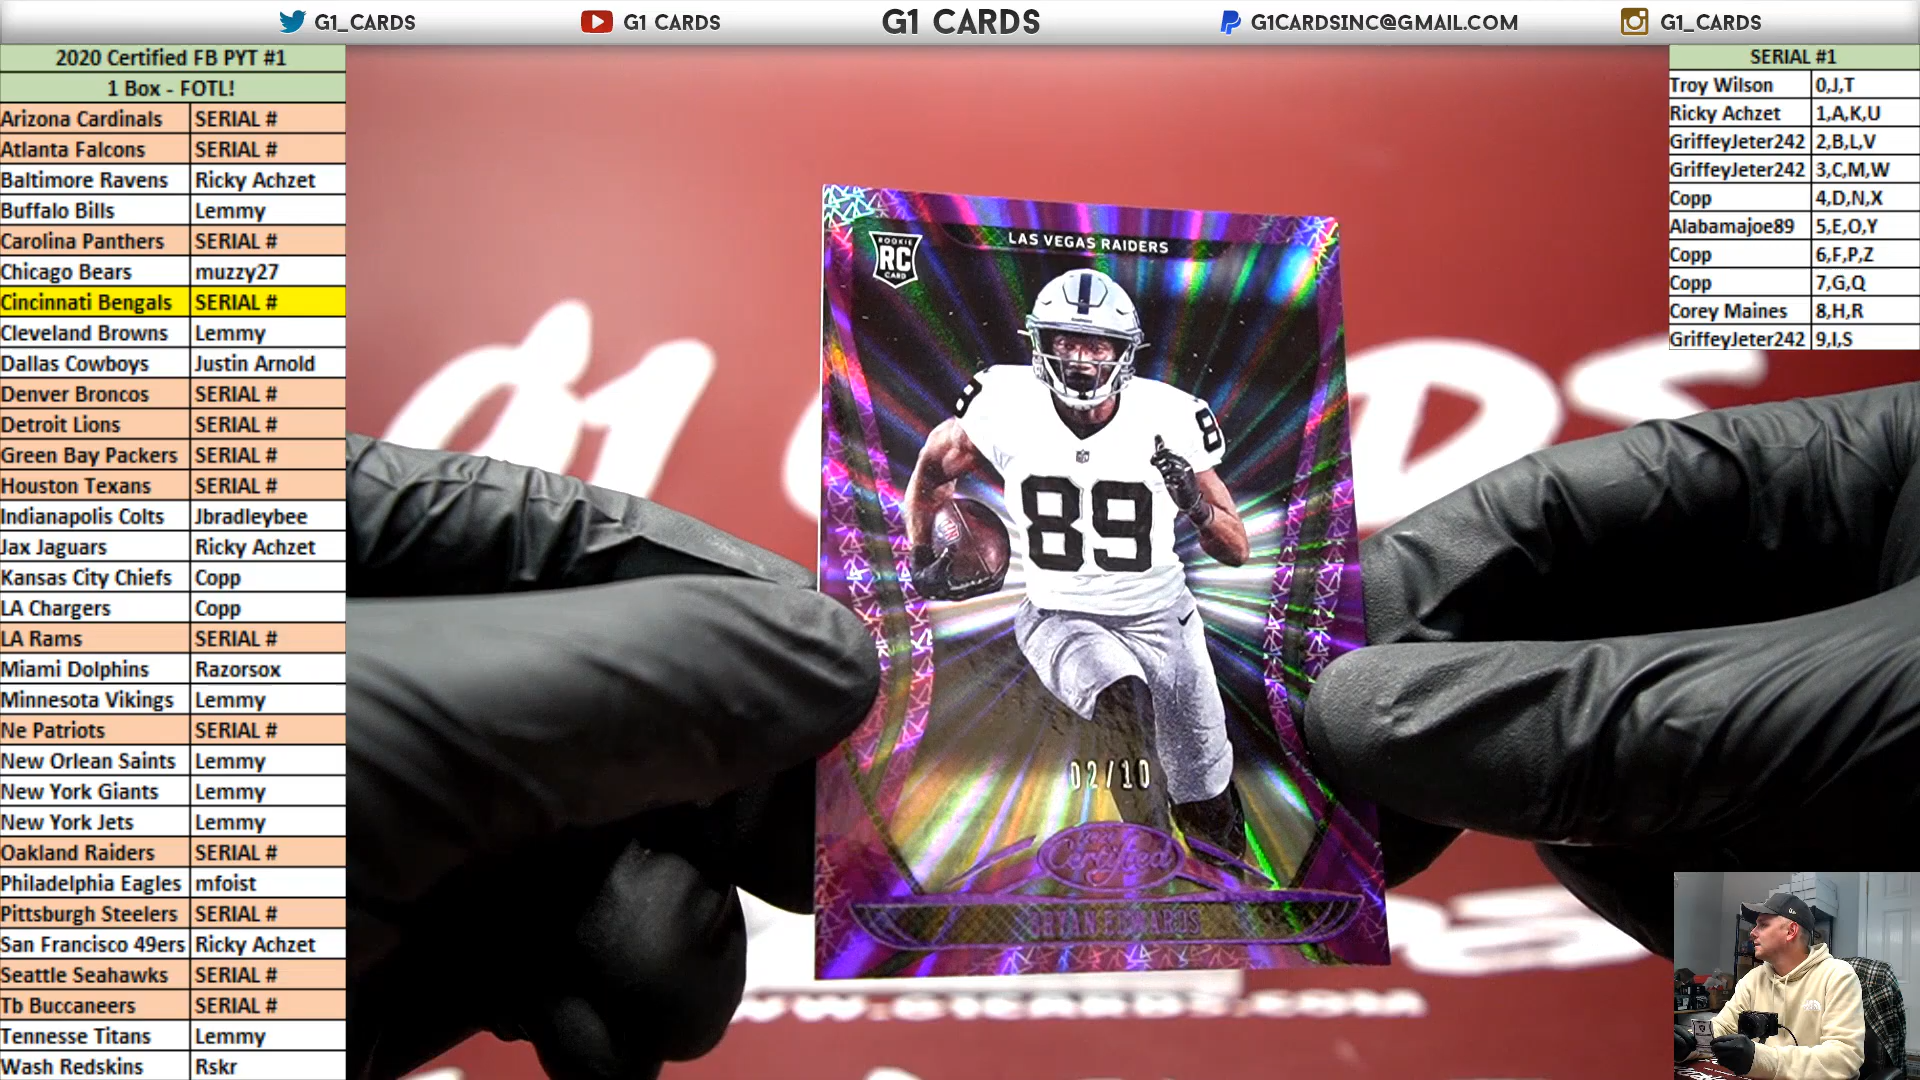 G1_CARDS
G1 CARDS
G1 CARDS
G1CARDSINC@GMAIL.COM
G1_CARDS
2020 Certified FB PYT #1
1 Box - FOTL!
Arizona Cardinals SERIAL #
Atlanta Falcons SERIAL #
Baltimore Ravens Ricky Achzet
Buffalo Bills Lemmy
Carolina Panthers SERIAL #
Chicago Bears muzzy27
Cincinnati Bengals SERIAL #
Cleveland Browns Lemmy
Dallas Cowboys Justin Arnold
Denver Broncos SERIAL #
Detroit Lions SERIAL #
Green Bay Packers SERIAL #
Houston Texans SERIAL #
Indianapolis Colts Jbradleybee
Jax Jaguars Ricky Achzet
Kansas City Chiefs Copp
LA Chargers Copp
LA Rams SERIAL #
Miami Dolphins Razorsox
Minnesota Vikings Lemmy
Ne Patriots SERIAL #
New Orlean Saints Lemmy
New York Giants Lemmy
New York Jets Lemmy
Oakland Raiders SERIAL #
Philadelphia Eagles mfoist
Pittsburgh Steelers SERIAL #
San Francisco 49ers Ricky Achzet
Seattle Seahawks SERIAL #
Tb Buccaneers SERIAL #
Tennesse Titans Lemmy
Wash Redskins Rskr
SERIAL #1
Troy Wilson 0,J,T
Ricky Achzet 1,A,K,U
GriffeyJeter242 2,B,L,V
GriffeyJeter242 3,C,M,W
Copp 4,D,N,X
Alabamajoe89 5,E,O,Y
Copp 6,F,P,Z
Copp 7,G,Q
Corey Maines 8,H,R
GriffeyJeter242 9,I,S
G1 CARDS
LAS VEGAS RAIDERS
ROOKIE
RC
CARD
89
89
8
02/10
Certified
BRYAN EDWARDS
WWW.G1CARDS.COM